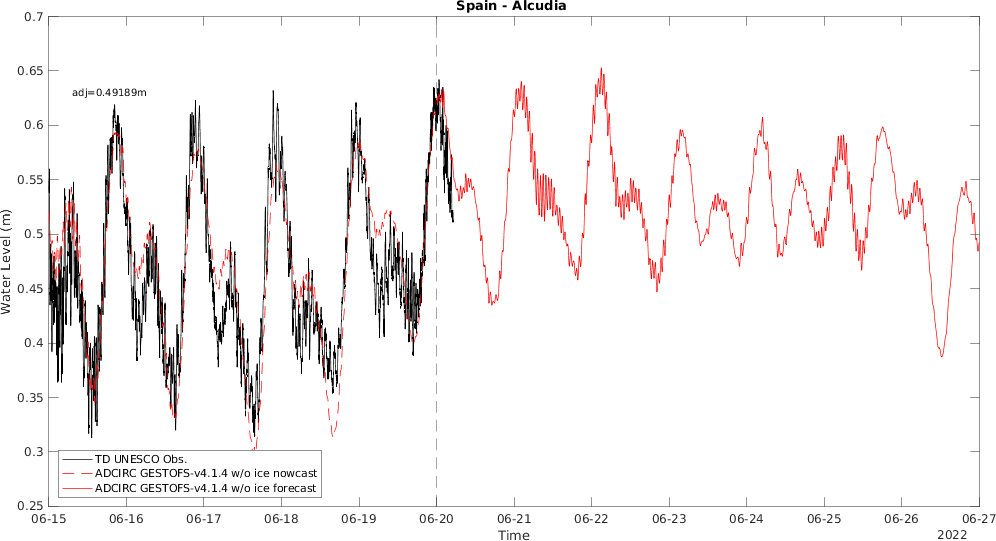 Spain - Alcudia
0.7
0.65
0.6
0.55
0.5
0.45
0.4
0.35
0.3
0.25
Water Level (m)
adj=0.49189m
TD UNESCO Obs.
ADCIRC GESTOFS-v4.1.4 w/o ice nowcast
ADCIRC GESTOFS-v4.1.4 w/o ice forecast
06-15 06-16 06-17 06-18 06-19 06-20 06-21 06-22 06-23 06-24 06-25 06-26 06-27
Time
2022